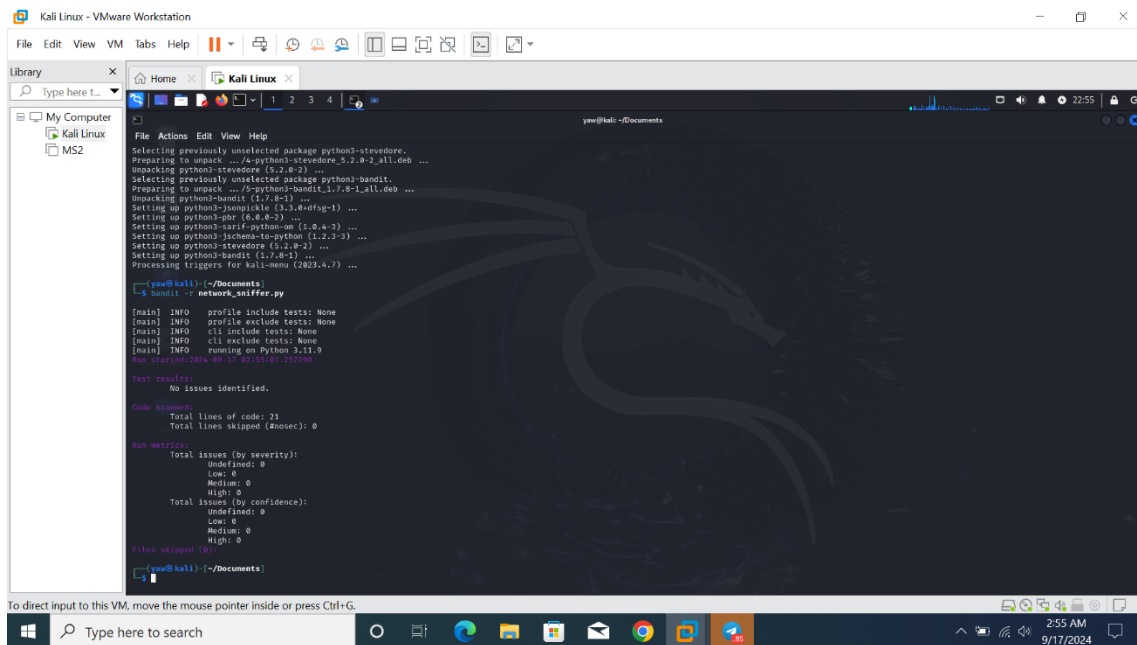 Kali Linux - VMware Workstation
File Edit View VM Tabs Help
Library
Type here t...
My Computer
Kali Linux
MS2
Home
Kali Linux
1 2 3 4
22:55
yaw@kali: ~/Documents
File Actions Edit View Help
Selecting previously unselected package python3-stevedore.
Preparing to unpack .../4-python3-stevedore_5.2.0-2_all.deb ...
Unpacking python3-stevedore (5.2.0-2) ...
Selecting previously unselected package python3-bandit.
Preparing to unpack .../5-python3-bandit_1.7.8-1_all.deb ...
Unpacking python3-bandit (1.7.8-1) ...
Setting up python3-jsonpickle (3.3.0+dfsg-1) ...
Setting up python3-pbr (6.0.0-2) ...
Setting up python3-sarif-python-om (1.0.4-3) ...
Setting up python3-jschema-to-python (1.2.3-3) ...
Setting up python3-stevedore (5.2.0-2) ...
Setting up python3-bandit (1.7.8-1) ...
Processing triggers for kali-menu (2023.4.7) ...
(yaw㉿kali)-[~/Documents]
$ bandit -r network_sniffer.py
[main] INFO profile include tests: None
[main] INFO profile exclude tests: None
[main] INFO cli include tests: None
[main] INFO cli exclude tests: None
[main] INFO running on Python 3.11.9
Run started:2024-09-17 02:55:01.257200
Test results:
No issues identified.
Code scanned:
Total lines of code: 21
Total lines skipped (#nosec): 0
Run metrics:
Total issues (by severity):
Undefined: 0
Low: 0
Medium: 0
High: 0
Total issues (by confidence):
Undefined: 0
Low: 0
Medium: 0
High: 0
Files skipped (0):
(yaw㉿kali)-[~/Documents]
$
To direct input to this VM, move the mouse pointer inside or press Ctrl+G.
Type here to search
2:55 AM
9/17/2024